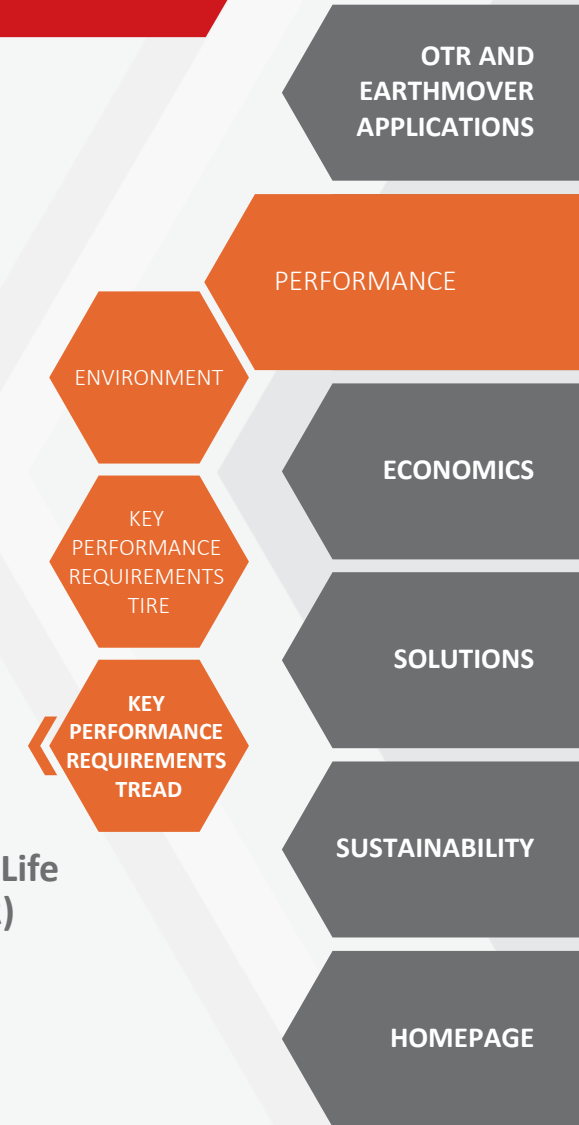 OTR AND
EARTHMOVER
APPLICATIONS
PERFORMANCE
ENVIRONMENT
KEY
PERFORMANCE
REQUIREMENTS
TIRE
KEY
PERFORMANCE
REQUIREMENTS
TREAD
ECONOMICS
SOLUTIONS
SUSTAINABILITY
HOMEPAGE
Life
)